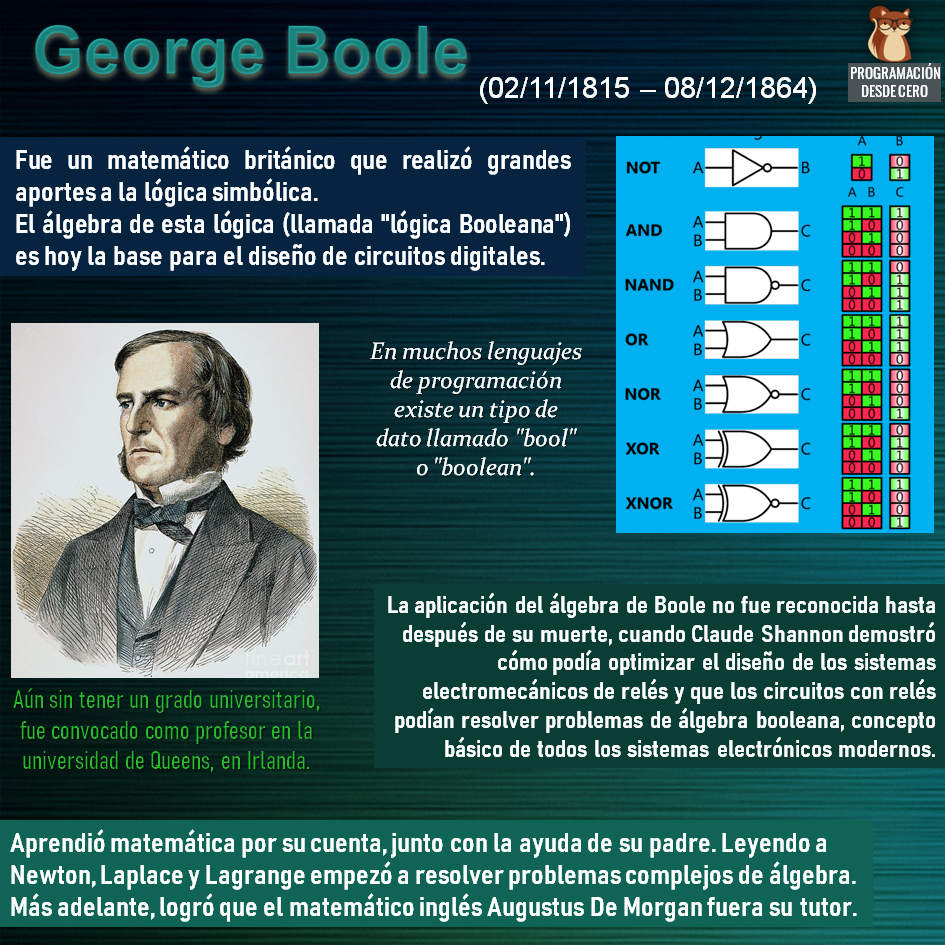 George Boole
(02/11/1815 – 08/12/1864)
PROGRAMACIÓN
DESDE CERO
Fue un matemático británico que realizó grandes
aportes a la lógica simbólica.
El álgebra de esta lógica (llamada "lógica Booleana")
es hoy la base para el diseño de circuitos digitales.
A B
NOT A B 1 0
0 1
A B C
AND A B C 1 1 1
1 0 0
0 1 0
0 0 0
NAND A B C 1 1 0
1 0 1
0 1 1
0 0 1
OR A B C 1 1 1
1 0 1
0 1 1
0 0 0
NOR A B C 1 1 0
1 0 0
0 1 0
0 0 1
XOR A B C 1 1 0
1 0 1
0 1 1
0 0 0
XNOR A B C 1 1 1
1 0 0
0 1 0
0 0 1
En muchos lenguajes
de programación
existe un tipo de
dato llamado "bool"
o "boolean".
fineart
america
Aún sin tener un grado universitario,
fue convocado como profesor en la
universidad de Queens, en Irlanda.
La aplicación del álgebra de Boole no fue reconocida hasta
después de su muerte, cuando Claude Shannon demostró
cómo podía optimizar el diseño de los sistemas
electromecánicos de relés y que los circuitos con relés
podían resolver problemas de álgebra booleana, concepto
básico de todos los sistemas electrónicos modernos.
Aprendió matemática por su cuenta, junto con la ayuda de su padre. Leyendo a
Newton, Laplace y Lagrange empezó a resolver problemas complejos de álgebra.
Más adelante, logró que el matemático inglés Augustus De Morgan fuera su tutor.